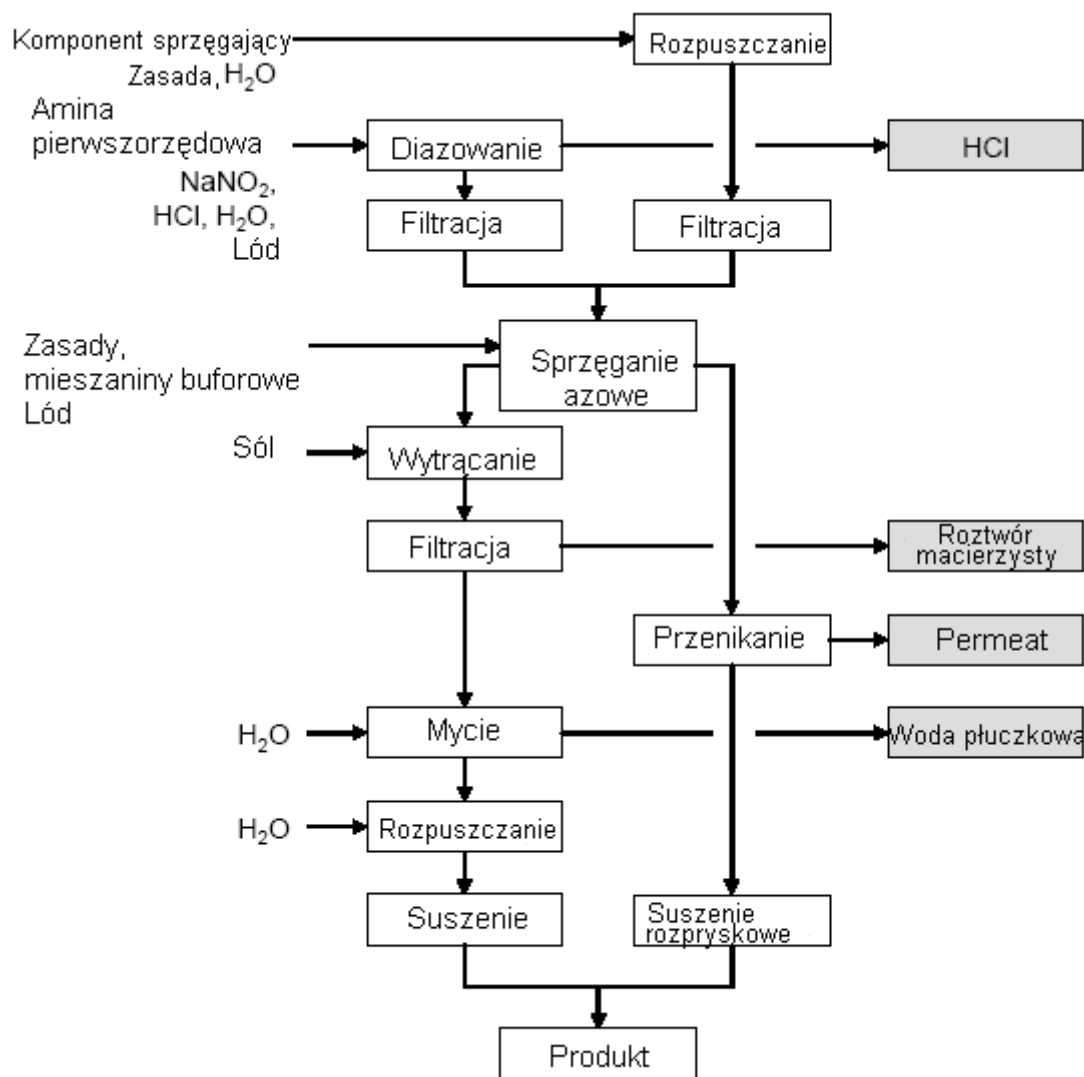 Komponent sprzęgający
Rozpuszczanie
Zasada, H₂O
Amina
pierwszorzędowa
Diazowanie
HCl
NaNO₂,
HCl, H₂O,
Lód
Filtracja
Filtracja
Zasady,
mieszaniny buforowe
Lód
Sprzęganie
azowe
Sól
Wytrącanie
Filtracja
Roztwór
macierzysty
Przenikanie
Permeat
H₂O
Mycie
Woda płuczkowa
H₂O
Rozpuszczanie
Suszenie
Suszenie
rozpryskowe
Produkt